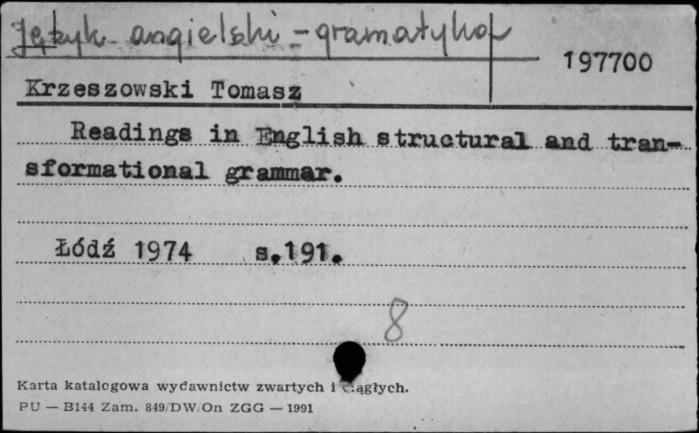 Język angielski - gramatyka
197700
Krzeszowski Tomasz
Readings in English structural and tran-
sformational grammar.
Łódź 1974 s.191.
8
Karta katalogowa wydawnictw zwartych i ciągłych.
PU — B144 Zam. 849/DW/On ZGG — 1991